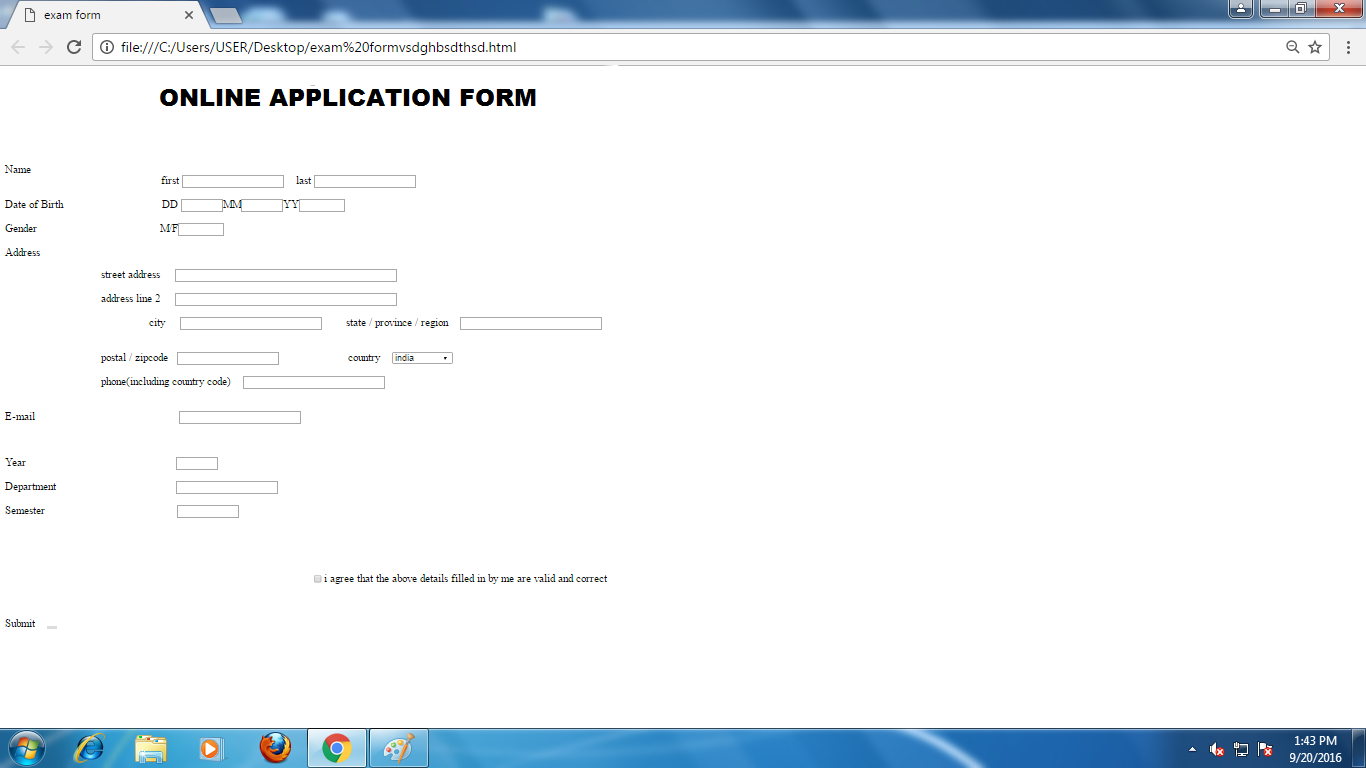 exam form
file:///C:/Users/USER/Desktop/exam%20formvsdghbsdthsd.html
ONLINE APPLICATION FORM
Name
first last
Date of Birth DD MM YY
Gender M/F
Address
street address
address line 2
city state / province / region
postal / zipcode country india
phone(including country code)
E-mail
Year
Department
Semester
i agree that the above details filled in by me are valid and correct
Submit
1:43 PM
9/20/2016